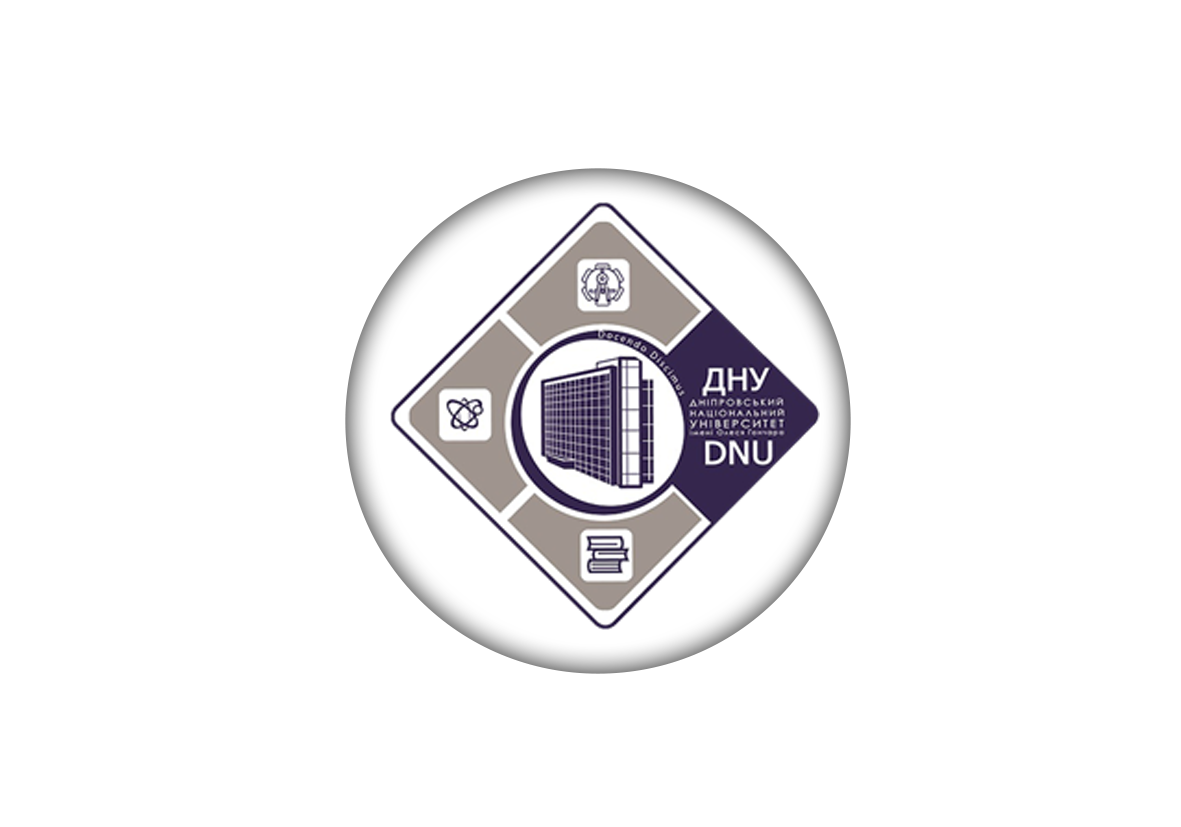 Docendo Discimus
ДНУ
ДНІПРОВСЬКИЙ
НАЦІОНАЛЬНИЙ
УНІВЕРСИТЕТ
імені Олеся Гончара
DNU